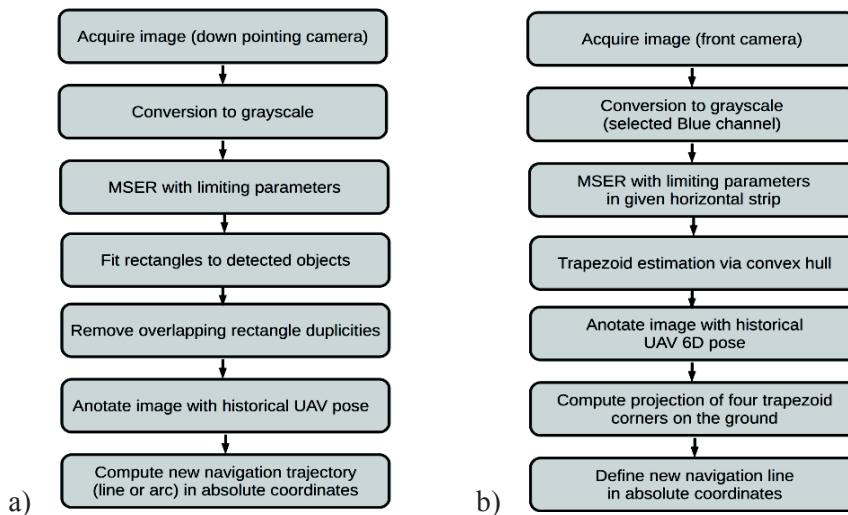 Acquire image (down pointing camera)
Conversion to grayscale
MSER with limiting parameters
Fit rectangles to detected objects
Remove overlapping rectangle duplicities
Anotate image with historical UAV pose
Compute new navigation trajectory
(line or arc) in absolute coordinates
a)
Acquire image (front camera)
Conversion to grayscale
(selected Blue channel)
MSER with limiting parameters
in given horizontal strip
Trapezoid estimation via convex hull
Anotate image with historical
UAV 6D pose
Compute projection of four trapezoid
corners on the ground
Define new navigation line
in absolute coordinates
b)